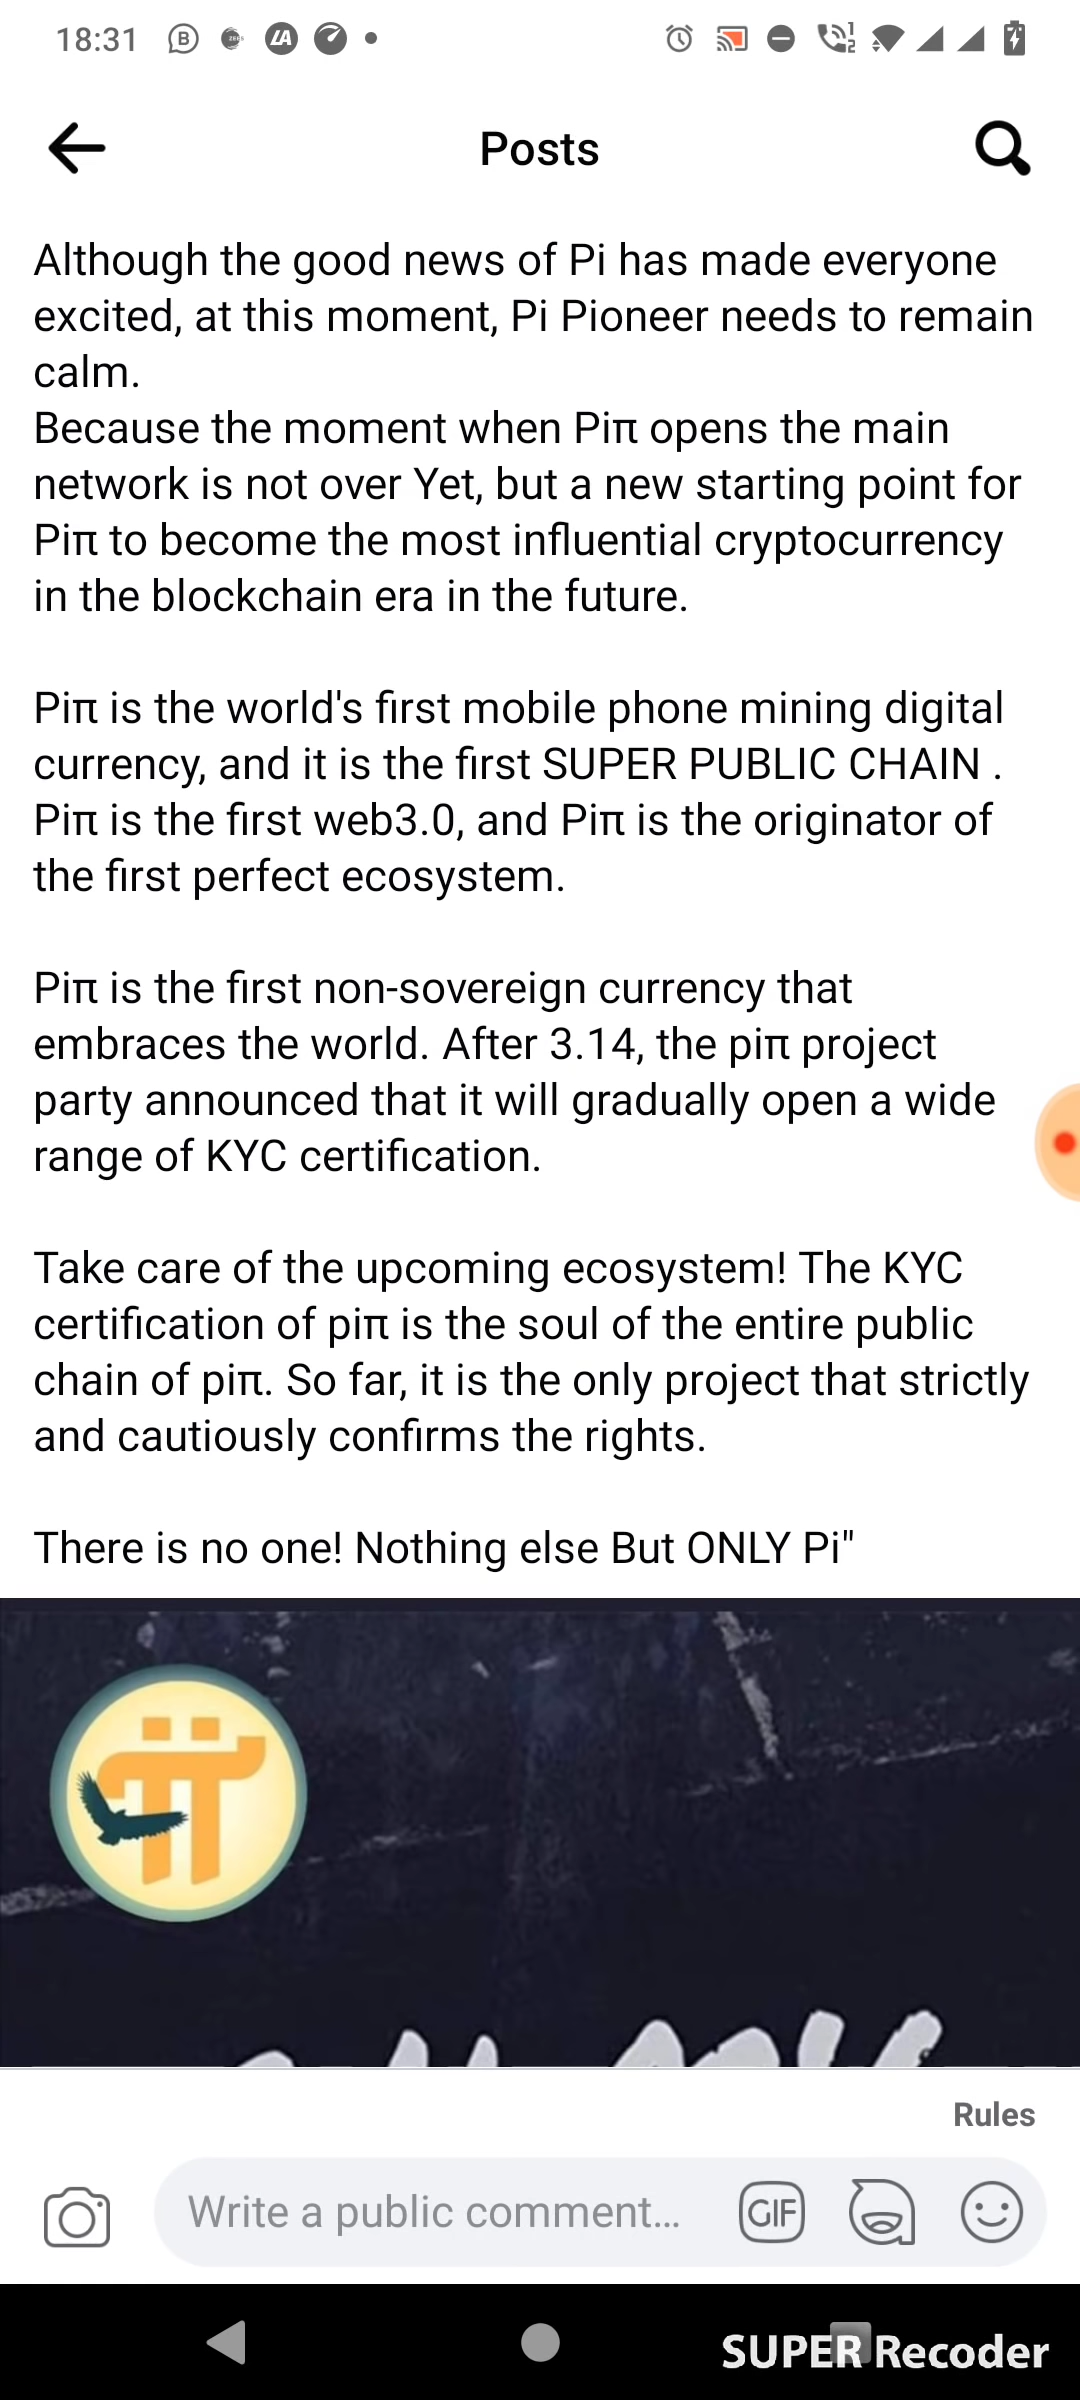 18:31
Posts
Although the good news of Pi has made everyone
excited, at this moment, Pi Pioneer needs to remain
calm.
Because the moment when Piπ opens the main
network is not over Yet, but a new starting point for
Piπ to become the most influential cryptocurrency
in the blockchain era in the future.
Piπ is the world's first mobile phone mining digital
currency, and it is the first SUPER PUBLIC CHAIN .
Piπ is the first web3.0, and Piπ is the originator of
the first perfect ecosystem.
Piπ is the first non-sovereign currency that
embraces the world. After 3.14, the piπ project
party announced that it will gradually open a wide
range of KYC certification.
Take care of the upcoming ecosystem! The KYC
certification of piπ is the soul of the entire public
chain of piπ. So far, it is the only project that strictly
and cautiously confirms the rights.
There is no one! Nothing else But ONLY Pi"
Rules
Write a public comment...
GIF
SUPER Recoder